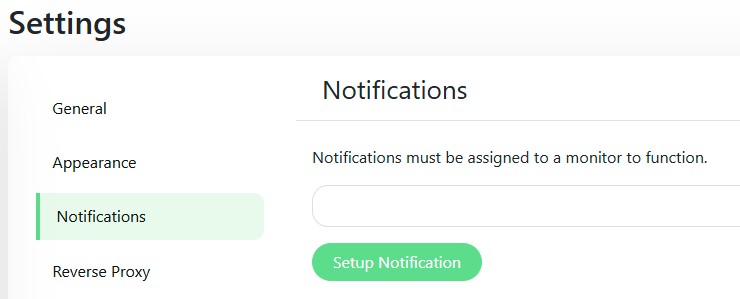 Settings
General
Appearance
Notifications
Reverse Proxy
Notifications
Notifications must be assigned to a monitor to function.
Setup Notification